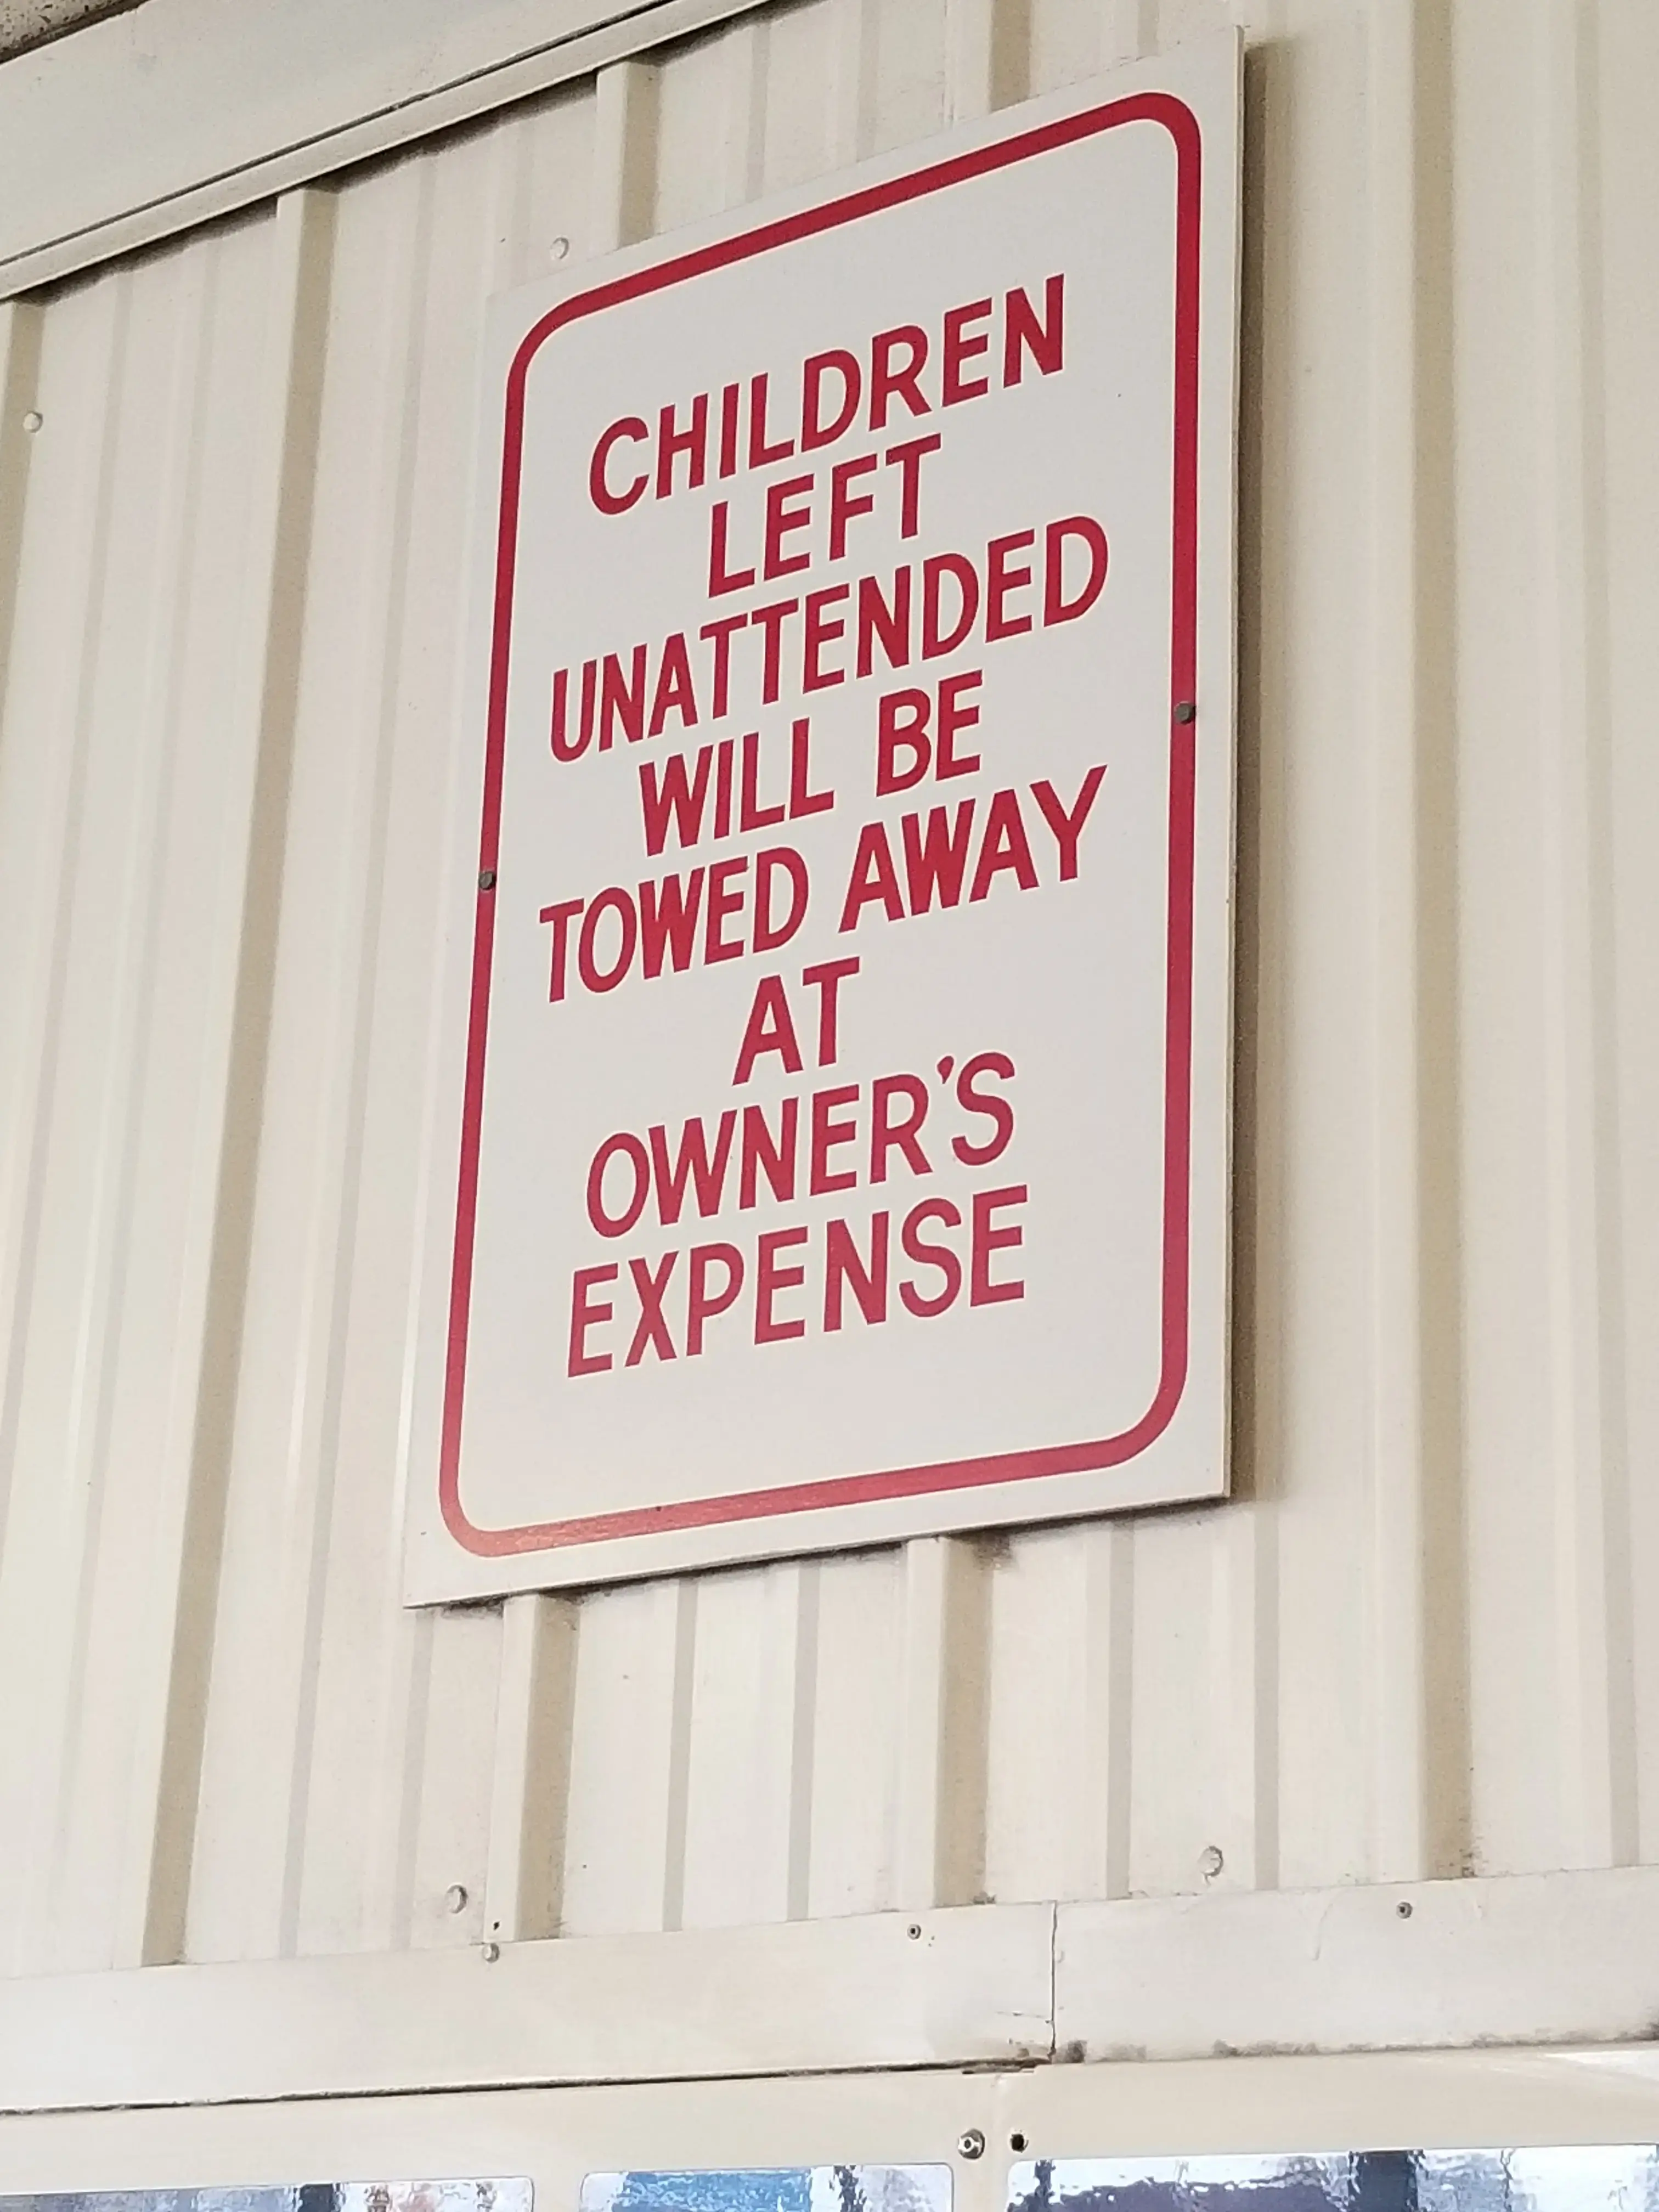 CHILDREN
LEFT
UNATTENDED
WILL BE
TOWED AWAY
AT
OWNER'S
EXPENSE